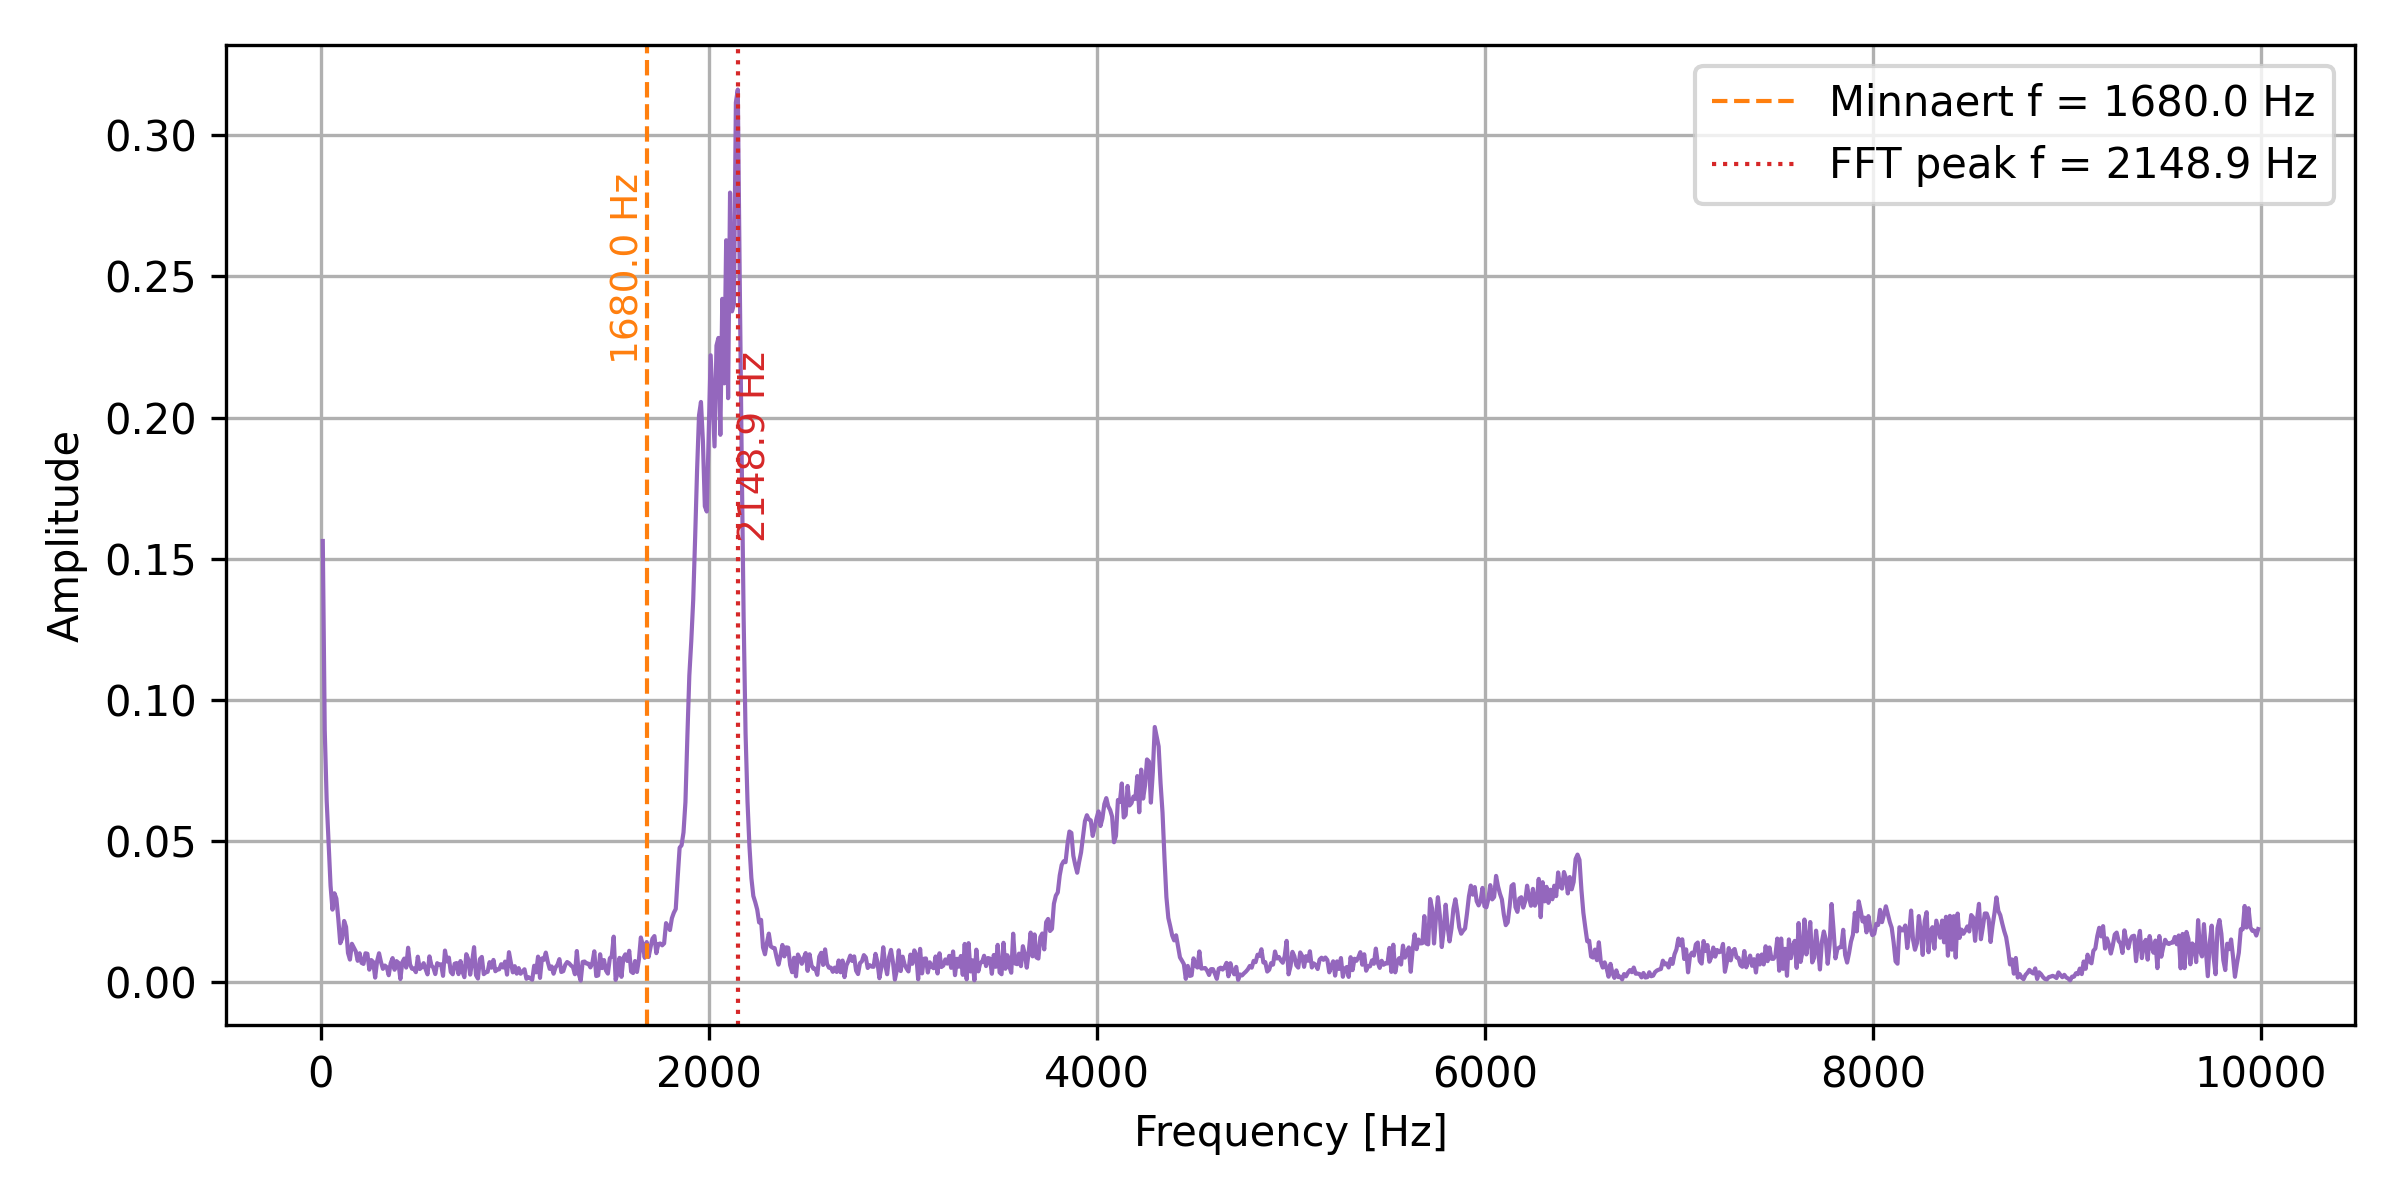 Minnaert f = 1680.0 Hz
FFT peak f = 2148.9 Hz
1680.0 Hz
2148.9 Hz
Amplitude
0.30
0.25
0.20
0.15
0.10
0.05
0.00
0 2000 4000 6000 8000 10000
Frequency [Hz]